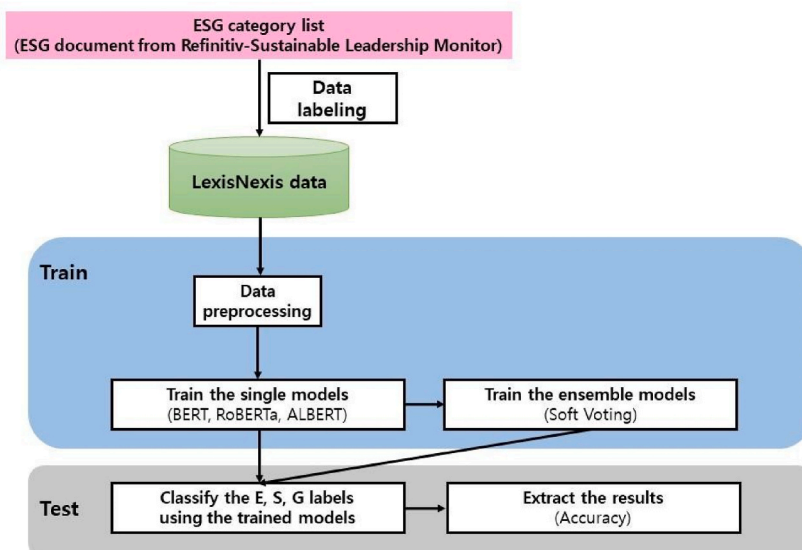 ESG category list
(ESG document from Refinitiv-Sustainable Leadership Monitor)
Data
labeling
LexisNexis data
Train
Data
preprocessing
Train the single models
(BERT, RoBERTa, ALBERT)
Train the ensemble models
(Soft Voting)
Test
Classify the E, S, G labels
using the trained models
Extract the results
(Accuracy)